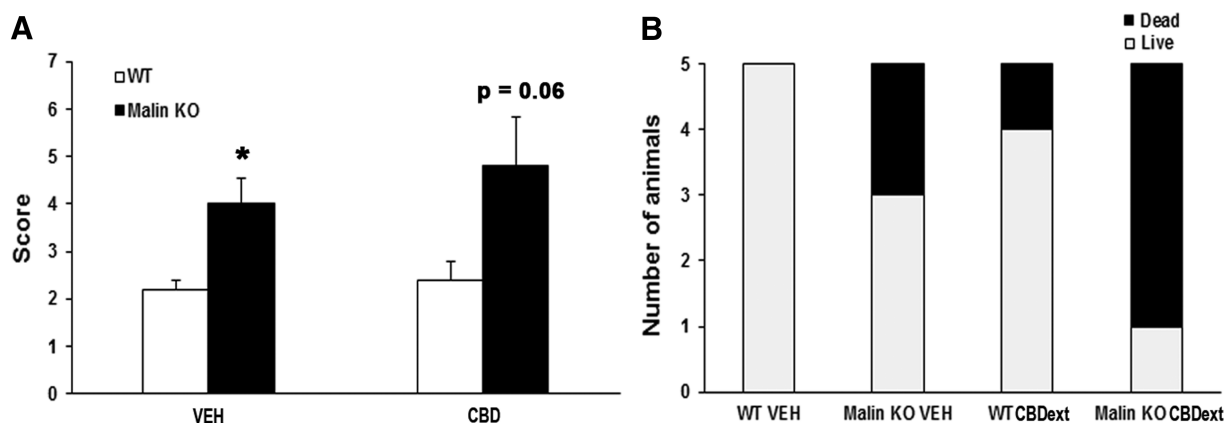 A
7
6
5
4
3
2
1
0
Score
WT
Malin KO
*
p = 0.06
VEH
CBD
B
Dead
Live
5
4
3
2
1
0
Number of animals
WT VEH
Malin KO VEH
WT CBDext
Malin KO CBDext